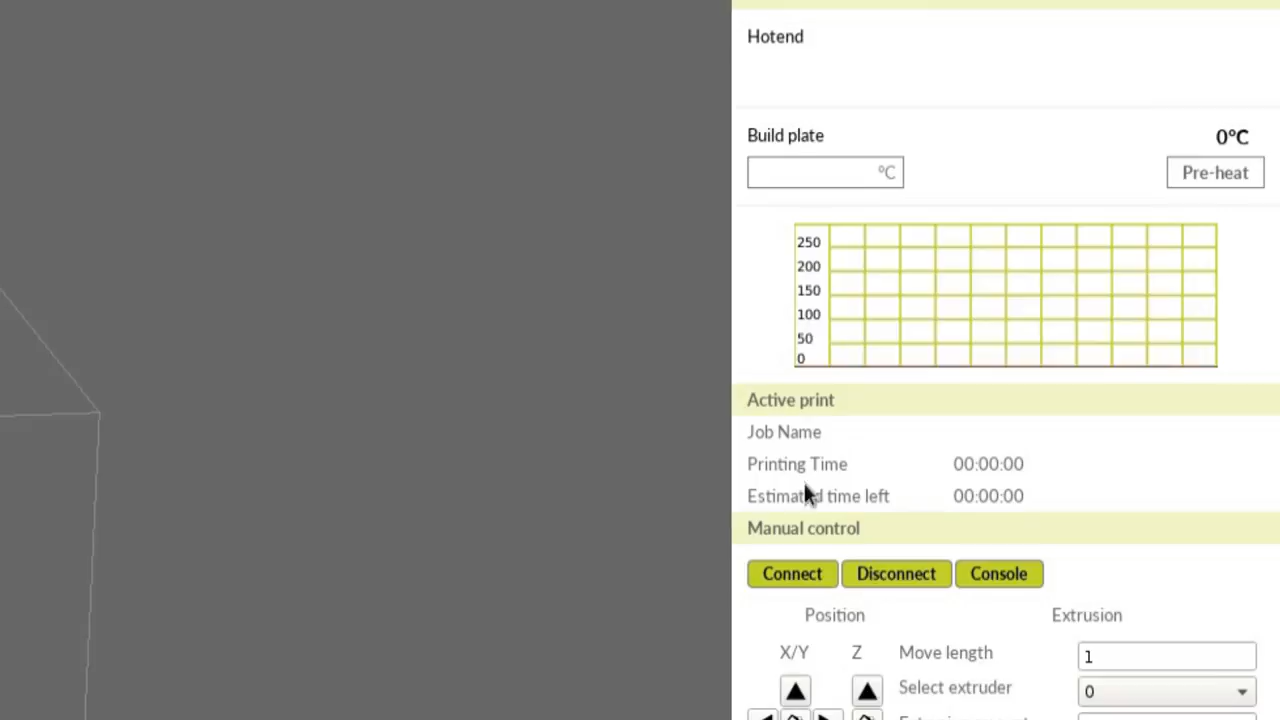 Hotend
Build plate 0°C
°C Pre-heat
250
200
150
100
50
0
Active print
Job Name
Printing Time 00:00:00
Estimated time left 00:00:00
Manual control
Connect Disconnect Console
Position Extrusion
X/Y Z Move length 1
Select extruder 0